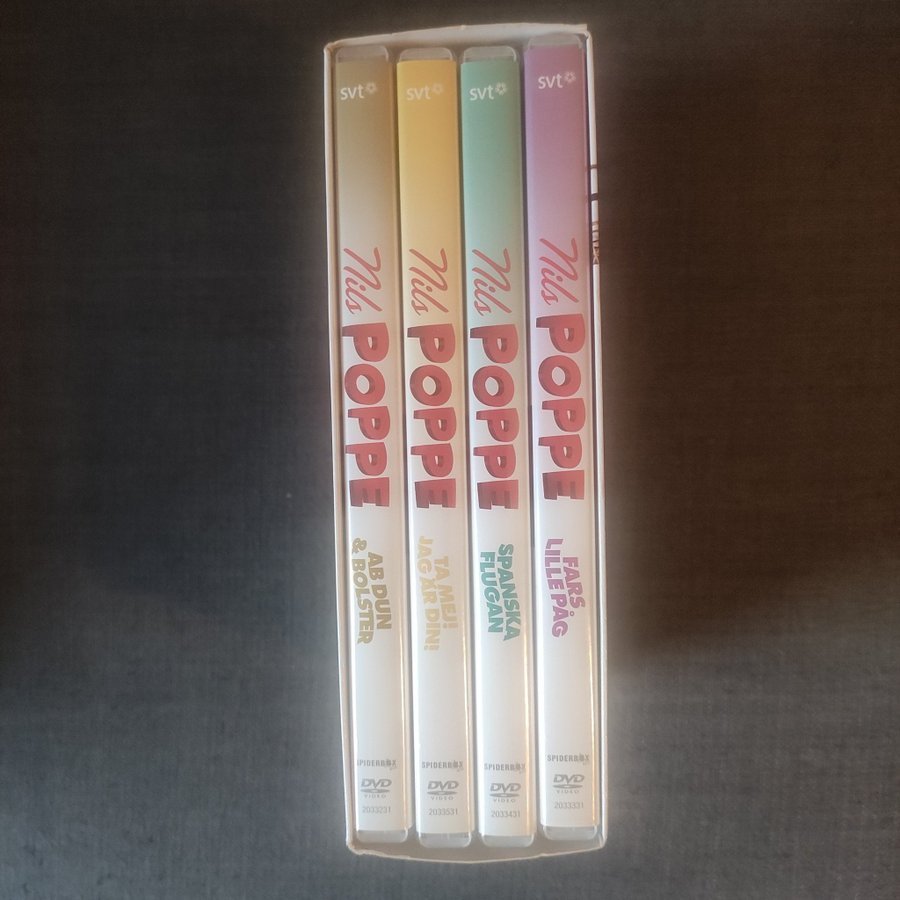 svt
Nils
POPPE
AB DUN
& BOLSTER
SPIDERBOX
DVD
VIDEO
2033231
svt
Nils
POPPE
TA MEJ!
JAG ÄR DIN!
SPIDERBOX
DVD
VIDEO
2033531
svt
Nils
POPPE
SPANSKA
FLUGAN
SPIDERBOX
DVD
VIDEO
2033431
svt
Nils
POPPE
FARS
LILLE PÅG
SPIDERBOX
DVD
VIDEO
2033331